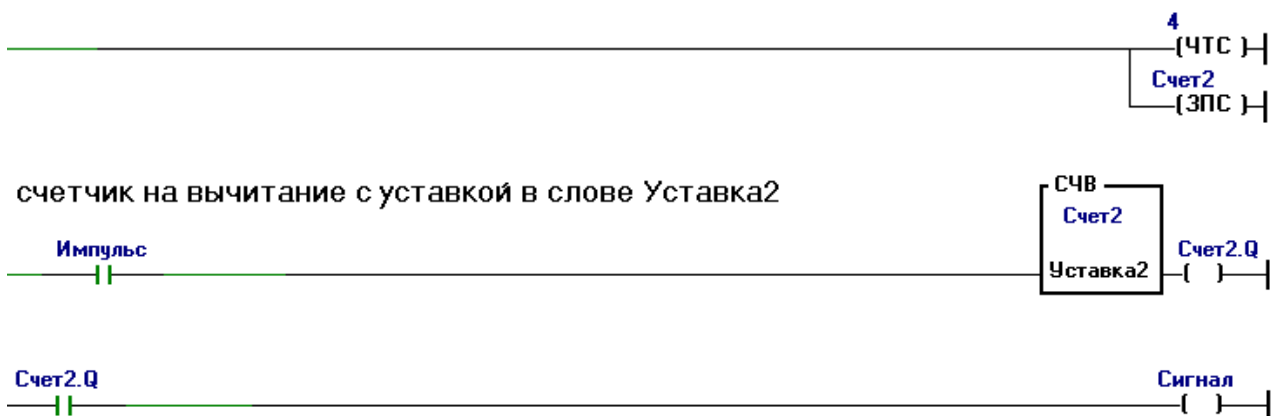 4
(ЧТС )
Счет2
(ЗПС )
счетчик на вычитание с уставкой в слове Уставка2
СЧВ
Счет2
Импульс
Счет2.Q
Уставка2
( )
Счет2.Q
Сигнал
( )